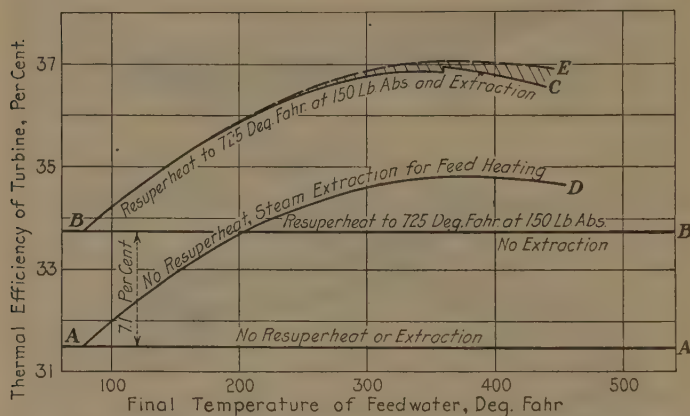 Thermal Efficiency of Turbine, Per Cent.
37
35
33
31
E
C
Resuperheat to 725 Deg. Fahr. at 150 Lb Abs. and Extraction
No Resuperheat, Steam Extraction for Feed Heating
D
B
Resuperheat to 725 Deg. Fahr. at 150 Lb Abs.
B
No Extraction
7.1 Per Cent
A
No Resuperheat or Extraction
A
100
200
300
400
500
Final Temperature of Feedwater, Deg. Fahr